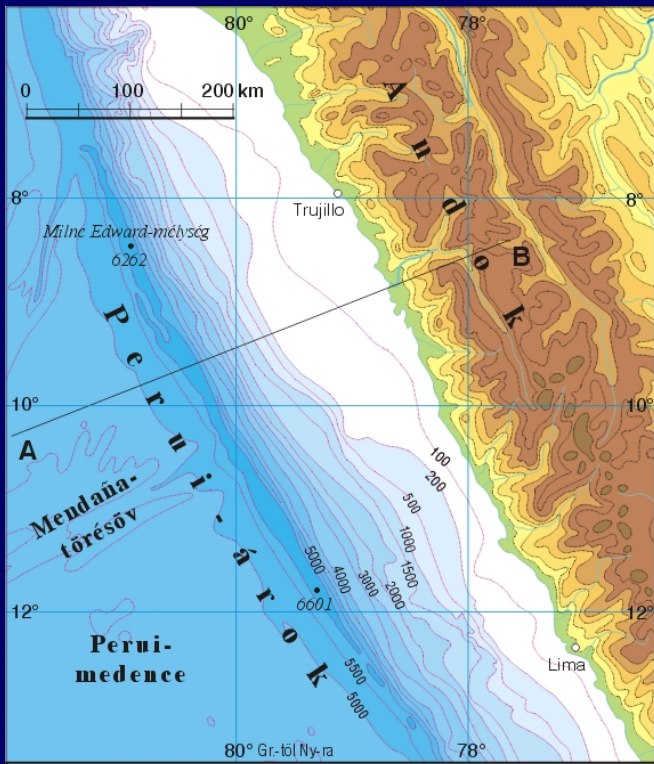 80°
78°
0 100 200 km
Andok
8°
8°
Trujillo
Milne Edward-mélység
6262
B
Perui-árok
10°
10°
A
100
200
500
1000
1500
2000
3000
4000
5000
Mendaña-
törésöv
6601
12°
12°
Perui-
medence
Lima
5500
5000
80° Gr.-től Ny-ra
78°